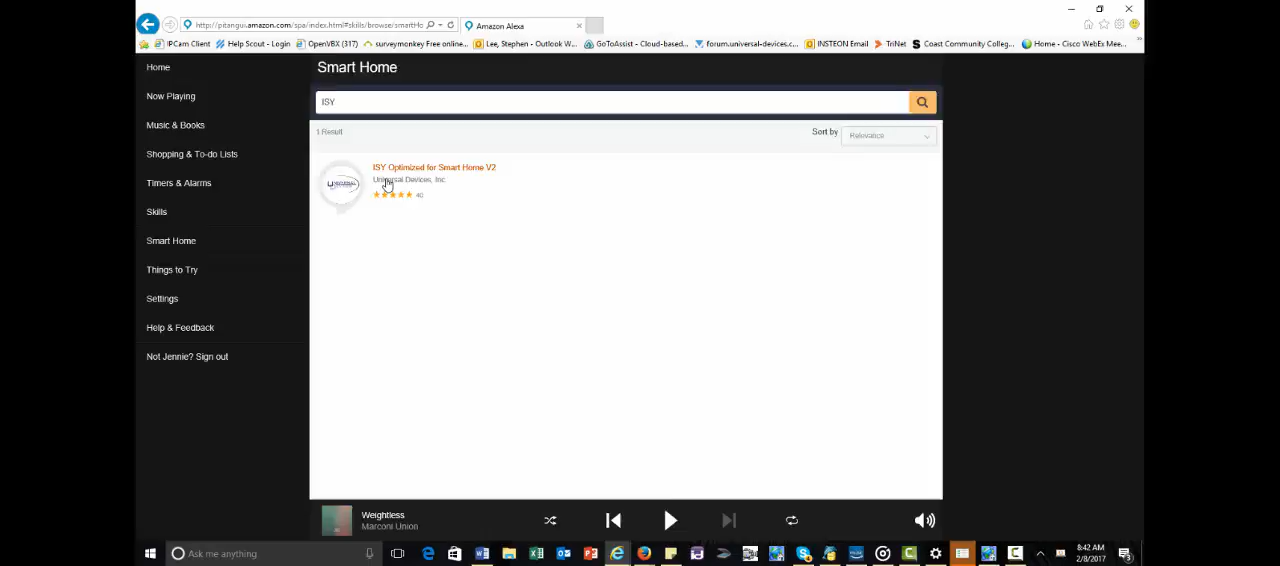 http://pitangui.amazon.com/spa/index.html#skills/browse/smartHo
Amazon Alexa
IPCam Client
Help Scout - Login
OpenVBX (317)
surveymonkey Free online...
Lee, Stephen - Outlook W...
GoToAssist - Cloud-based...
forum.universal-devices.c...
INSTEON Email
TriNet
Coast Community Colleg...
Home - Cisco WebEx Mee...
Home
Now Playing
Music & Books
Shopping & To-do Lists
Timers & Alarms
Skills
Smart Home
Things to Try
Settings
Help & Feedback
Not Jennie? Sign out
Smart Home
ISY
1 Result
Sort by
Relevance
ISY Optimized for Smart Home V2
Universal Devices, Inc
40
Weightless
Marconi Union
Ask me anything
8:42 AM
2/8/2017